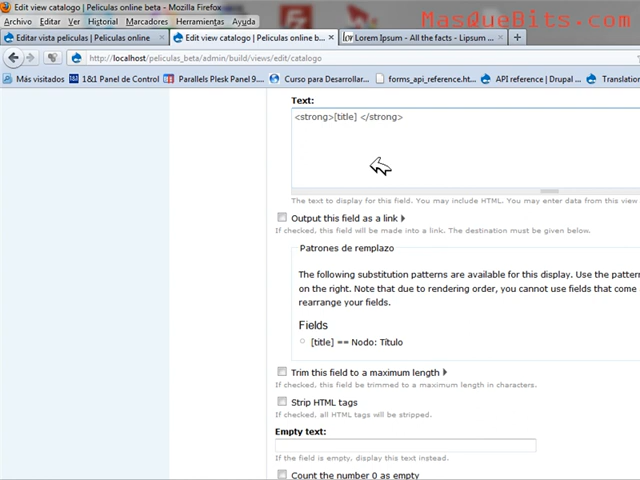 Edit view catalogo | Peliculas online beta - Mozilla Firefox
MasQueBits.com
Archivo Editar Ver Historial Marcadores Herramientas Ayuda
Editar vista peliculas | Peliculas online
Edit view catalogo | Peliculas online b...
Lorem Ipsum - All the facts - Lipsum ...
http://localhost/peliculas_beta/admin/build/views/edit/catalogo
Más visitados 1&1 Panel de Control Parallels Plesk Panel 9.... Curso para Desarrollar... forms_api_reference.ht... API reference | Drupal ... Translation
Text:
<strong>[title] </strong>
The text to display for this field. You may include HTML. You may enter data from this view
Output this field as a link
If checked, this field will be made into a link. The destination must be given below.
Patrones de remplazo
The following substitution patterns are available for this display. Use the pattern
on the right. Note that due to rendering order, you cannot use fields that come
rearrange your fields.
Fields
[title] == Nodo: Título
Trim this field to a maximum length
If checked, this field be trimmed to a maximum length in characters.
Strip HTML tags
If checked, all HTML tags will be stripped.
Empty text:
If the field is empty, display this text instead.
Count the number 0 as empty